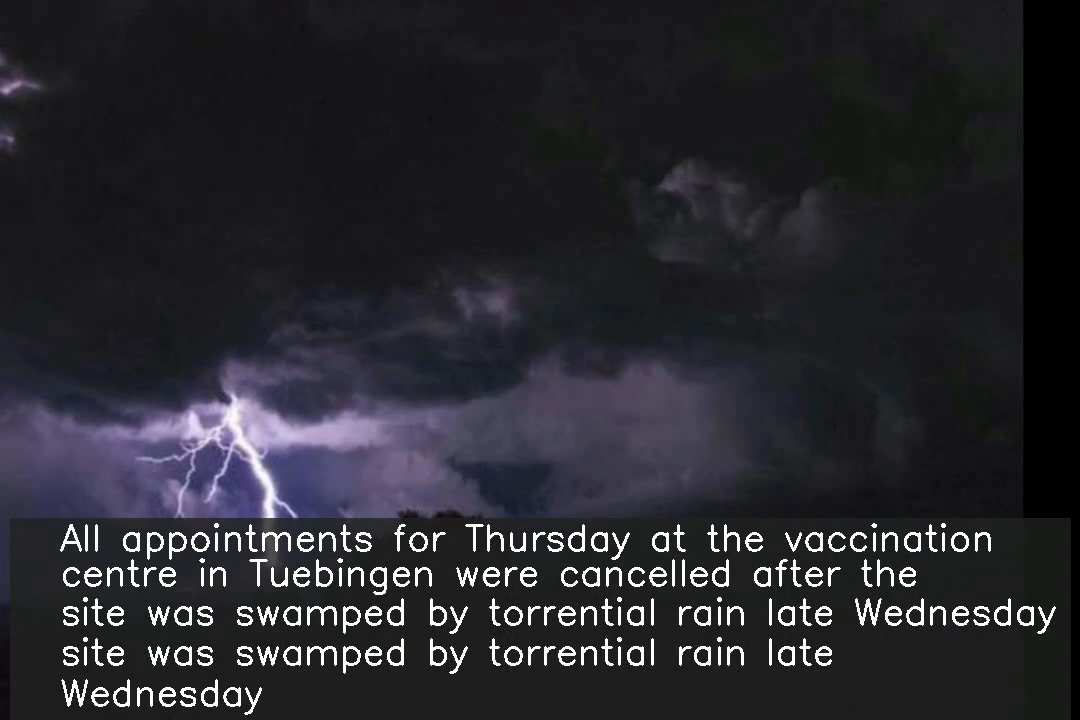 All appointments for Thursday at the vaccination
centre in Tuebingen were cancelled after the
site was swamped by torrential rain late Wednesday
site was swamped by torrential rain late
Wednesday